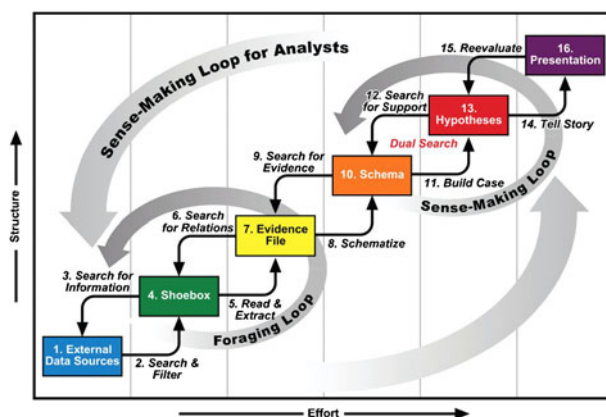 Sense-Making Loop for Analysts
15. Reevaluate
16.
Presentation
12. Search
for Support
13.
Hypotheses
14. Tell Story
Dual Search
9. Search for
Evidence
10. Schema
11. Build Case
Sense-Making Loop
6. Search
for Relations
7. Evidence
File
8. Schematize
3. Search for
Information
4. Shoebox
5. Read &
Extract
Foraging Loop
1. External
Data Sources
2. Search &
Filter
Structure
Effort